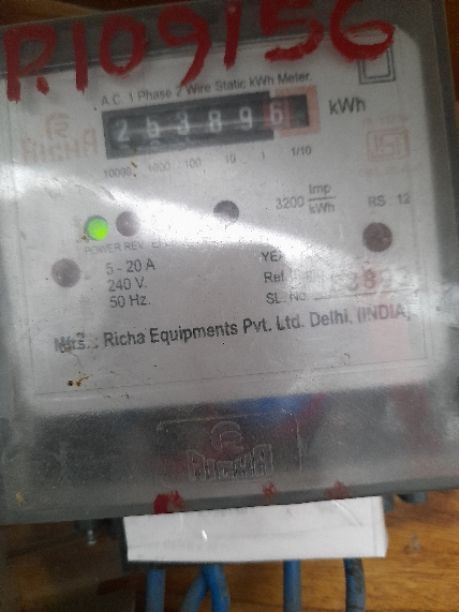 R109156
A.C. 1 Phase 2 Wire Static kWh Meter.
RICHA
253896 kWh
10000 1000 100 10 1 1/10
3200 Imp/kWh RS 12
POWER REV.
5 - 20 A
240 V.
50 Hz.
SL. No.
Mfrs. : Richa Equipments Pvt. Ltd. Delhi. (INDIA)
RICHA